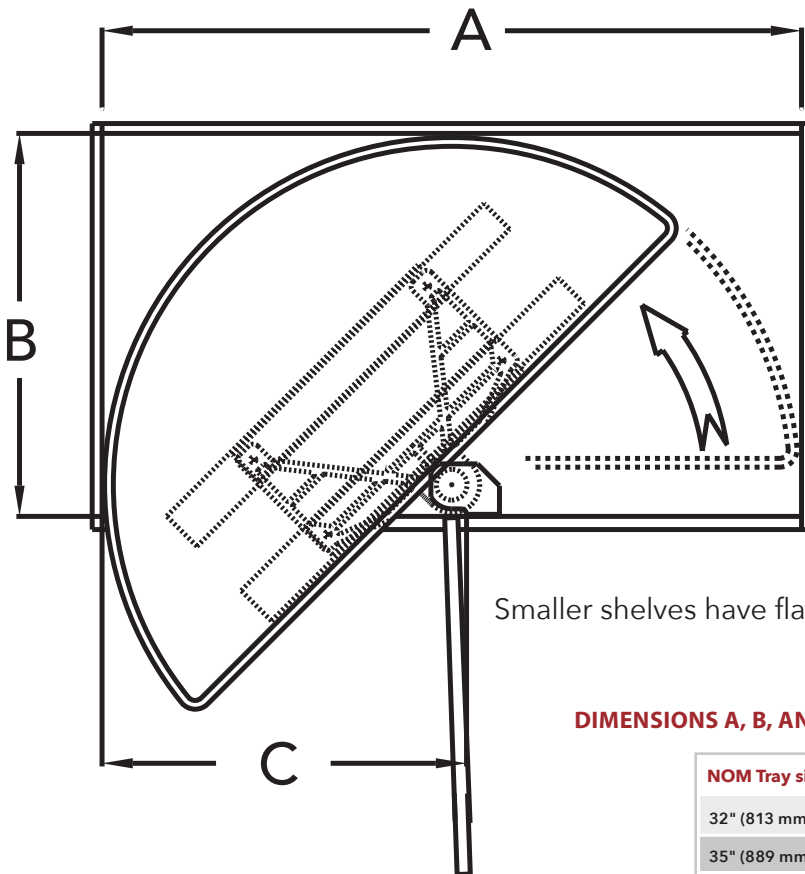 A
B
Smaller shelves have fla
C
DIMENSIONS A, B, AN
NOM Tray si
32" (813 mm
35" (889 mm